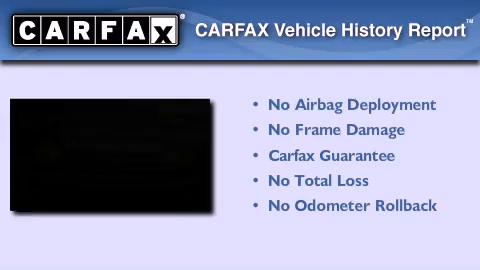 CARFAX® CARFAX Vehicle History Report™
• No Airbag Deployment
• No Frame Damage
• Carfax Guarantee
• No Total Loss
• No Odometer Rollback